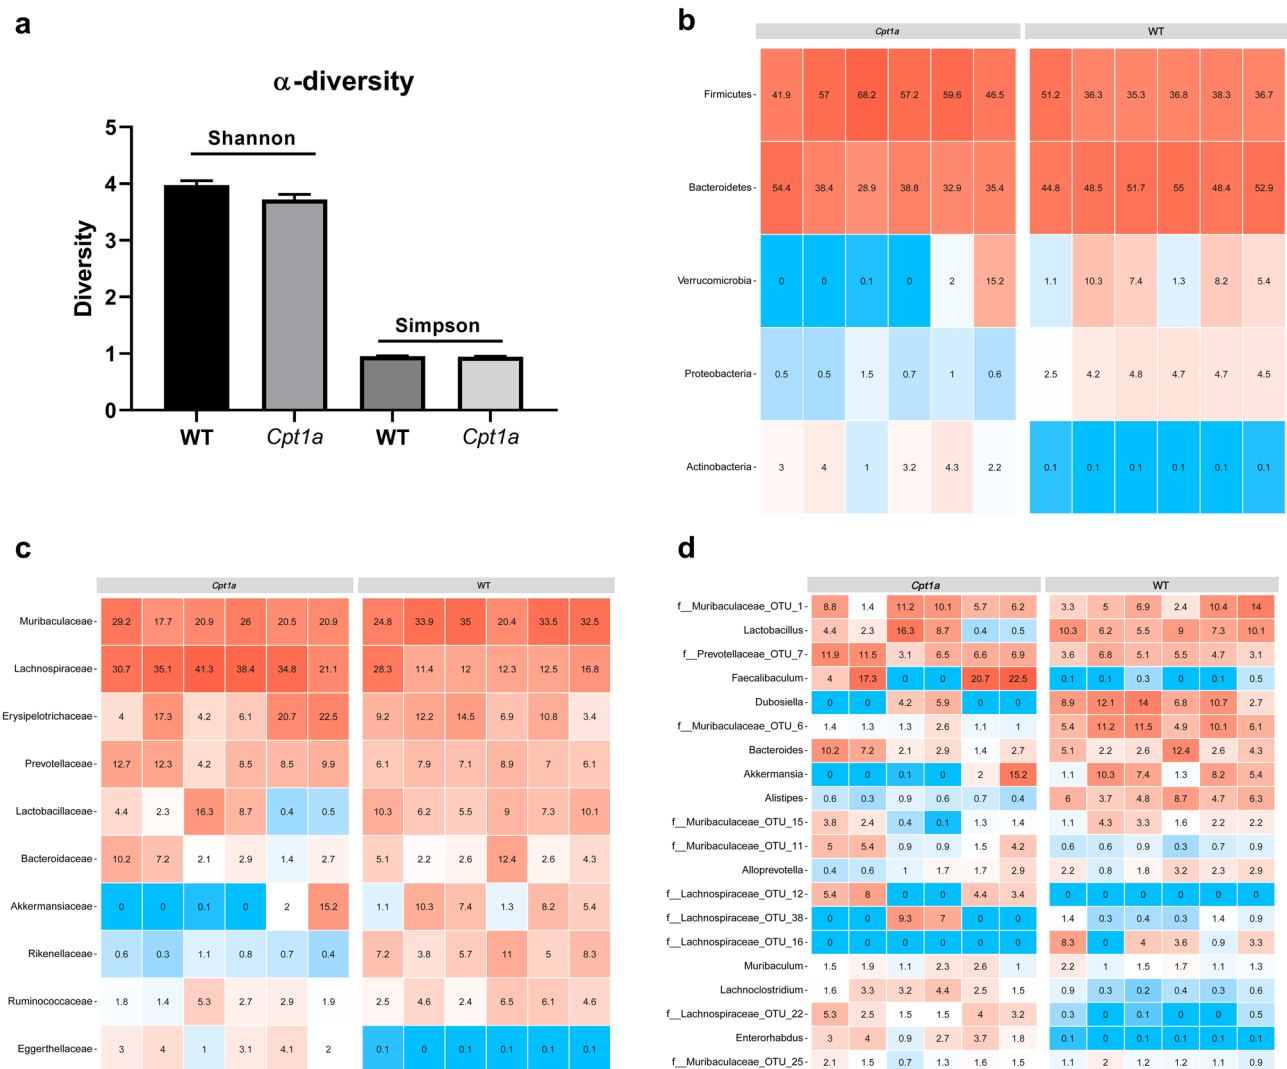 a
α-diversity
Diversity
5
4
3
2
1
0
Shannon
Simpson
WT
Cpt1a
WT
Cpt1a
b
Cpt1a WT
Firmicutes 41.9 57 68.2 57.2 59.6 46.5 51.2 36.3 35.3 36.8 38.3 36.7
Bacteroidetes 54.4 38.4 28.9 38.8 32.9 35.4 44.8 48.5 51.7 55 48.4 52.9
Verrucomicrobia 0 0 0.1 0 2 15.2 1.1 10.3 7.4 1.3 8.2 5.4
Proteobacteria 0.5 0.5 1.5 0.7 1 0.6 2.5 4.2 4.8 4.7 4.7 4.5
Actinobacteria 3 4 1 3.2 4.3 2.2 0.1 0.1 0.1 0.1 0.1 0.1
c
Cpt1a WT
Muribaculaceae 29.2 17.7 20.9 26 20.5 20.9 24.8 33.9 35 20.4 33.5 32.5
Lachnospiraceae 30.7 35.1 41.3 38.4 34.8 21.1 28.3 11.4 12 12.3 12.5 16.8
Erysipelotrichaceae 4 17.3 4.2 6.1 20.7 22.5 9.2 12.2 14.5 6.9 10.8 3.4
Prevotellaceae 12.7 12.3 4.2 8.5 8.5 9.9 6.1 7.9 7.1 8.9 7 6.1
Lactobacillaceae 4.4 2.3 16.3 8.7 0.4 0.5 10.3 6.2 5.5 9 7.3 10.1
Bacteroidaceae 10.2 7.2 2.1 2.9 1.4 2.7 5.1 2.2 2.6 12.4 2.6 4.3
Akkermansiaceae 0 0 0.1 0 2 15.2 1.1 10.3 7.4 1.3 8.2 5.4
Rikenellaceae 0.6 0.3 1.1 0.8 0.7 0.4 7.2 3.8 5.7 11 5 8.3
Ruminococcaceae 1.8 1.4 5.3 2.7 2.9 1.9 2.5 4.6 2.4 6.5 6.1 4.6
Eggerthellaceae 3 4 1 3.1 4.1 2 0.1 0 0.1 0.1 0.1 0.1
d
Cpt1a WT
f__Muribaculaceae_OTU_1 8.8 1.4 11.2 10.1 5.7 6.2 3.3 5 6.9 2.4 10.4 14
Lactobacillus 4.4 2.3 16.3 8.7 0.4 0.5 10.3 6.2 5.5 9 7.3 10.1
f__Prevotellaceae_OTU_7 11.9 11.5 3.1 6.5 6.6 6.9 3.6 6.8 5.1 5.5 4.7 3.1
Faecalibaculum 4 17.3 0 0 20.7 22.5 0.1 0.1 0.3 0 0.1 0.5
Dubosiella 0 0 4.2 5.9 0 0 8.9 12.1 14 6.8 10.7 2.7
f__Muribaculaceae_OTU_6 1.4 1.3 1.3 2.6 1.1 1 5.4 11.2 11.5 4.9 10.1 6.1
Bacteroides 10.2 7.2 2.1 2.9 1.4 2.7 5.1 2.2 2.6 12.4 2.6 4.3
Akkermansia 0 0 0.1 0 2 15.2 1.1 10.3 7.4 1.3 8.2 5.4
Alistipes 0.6 0.3 0.9 0.6 0.7 0.4 6 3.7 4.8 8.7 4.7 6.3
f__Muribaculaceae_OTU_15 3.8 2.4 0.4 0.1 1.3 1.4 1.1 4.3 3.3 1.6 2.2 2.2
f__Muribaculaceae_OTU_11 5 5.4 0.9 0.9 1.5 4.2 0.6 0.6 0.9 0.3 0.7 0.9
Alloprevotella 0.4 0.6 1 1.7 1.7 2.9 2.2 0.8 1.8 3.2 2.3 2.9
f__Lachnospiraceae_OTU_12 5.4 8 0 0 4.4 3.4 0 0 0 0 0 0
f__Lachnospiraceae_OTU_38 0 0 9.3 7 0 0 1.4 0.3 0.4 0.3 1.4 0.9
f__Lachnospiraceae_OTU_16 0 0 0 0 0 0 8.3 0 4 3.6 0.9 3.3
Muribaculum 1.5 1.9 1.1 2.3 2.6 1 2.2 1 1.5 1.7 1.1 1.3
Lachnoclostridium 1.6 3.3 3.2 4.4 2.5 1.5 0.9 0.3 0.2 0.4 0.3 0.6
f__Lachnospiraceae_OTU_22 5.3 2.5 1.5 1.5 4 3.2 0.3 0 0.1 0 0 0.5
Enterorhabdus 3 4 0.9 2.7 3.7 1.8 0.1 0 0.1 0.1 0.1 0.1
f__Muribaculaceae_OTU_25 2.1 1.5 0.7 1.3 1.6 1.5 1.1 2 1.2 1.2 1.1 0.9